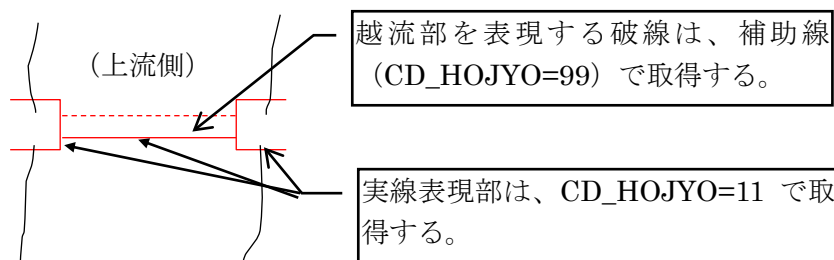 越流部を表現する破線は、補助線
（CD_HOJYO=99）で取得する。
（上流側）
実線表現部は、CD_HOJYO=11 で取
得する。